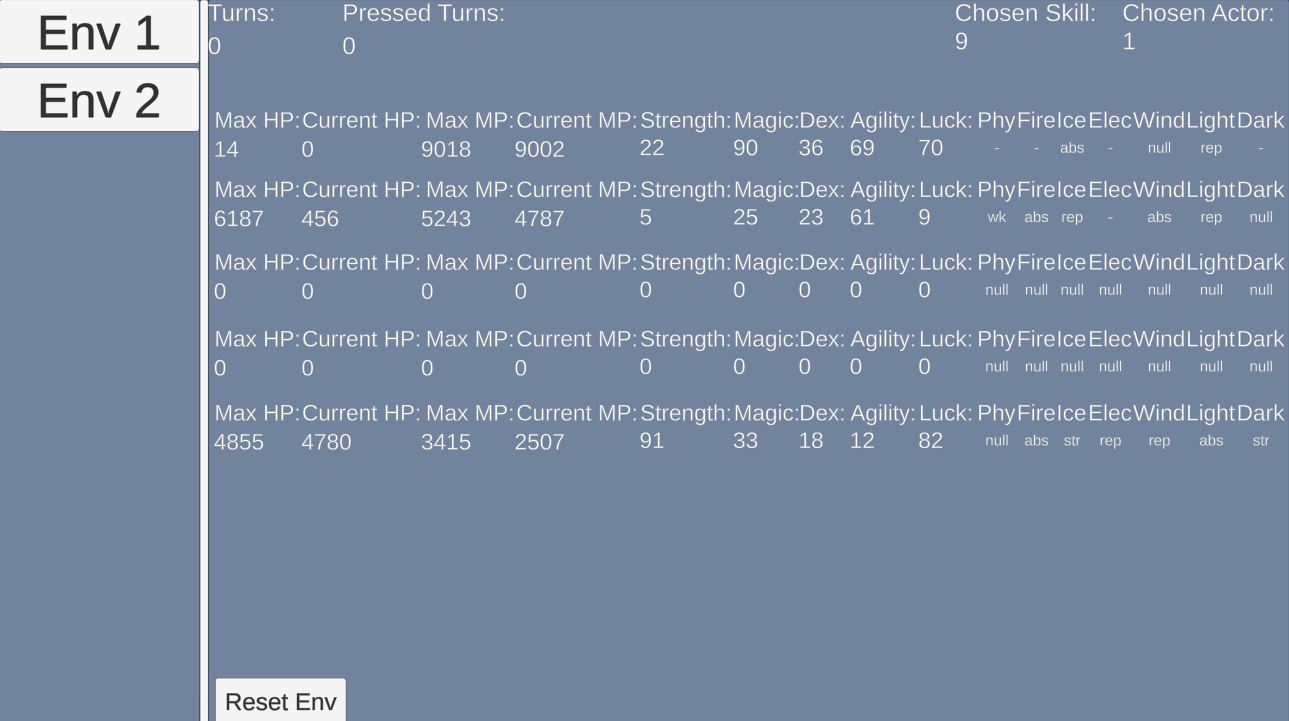 Env 1
Env 2
Turns: Pressed Turns: Chosen Skill: Chosen Actor:
0 0 9 1
Max HP: Current HP: Max MP: Current MP: Strength: Magic: Dex: Agility: Luck: Phy Fire Ice Elec Wind Light Dark
14 0 9018 9002 22 90 36 69 70 - - abs - null rep -
Max HP: Current HP: Max MP: Current MP: Strength: Magic: Dex: Agility: Luck: Phy Fire Ice Elec Wind Light Dark
6187 456 5243 4787 5 25 23 61 9 wk abs rep - abs rep null
Max HP: Current HP: Max MP: Current MP: Strength: Magic: Dex: Agility: Luck: Phy Fire Ice Elec Wind Light Dark
0 0 0 0 0 0 0 0 0 null null null null null null null
Max HP: Current HP: Max MP: Current MP: Strength: Magic: Dex: Agility: Luck: Phy Fire Ice Elec Wind Light Dark
0 0 0 0 0 0 0 0 0 null null null null null null null
Max HP: Current HP: Max MP: Current MP: Strength: Magic: Dex: Agility: Luck: Phy Fire Ice Elec Wind Light Dark
4855 4780 3415 2507 91 33 18 12 82 null abs str rep rep abs str
Reset Env